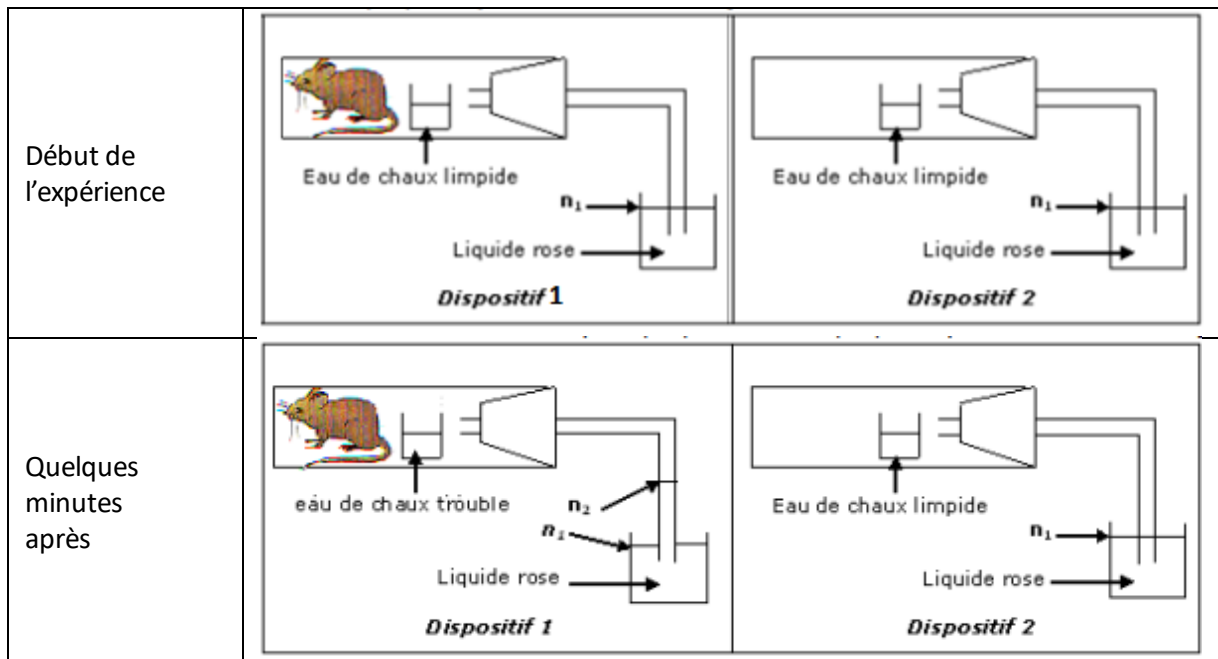 Début de
l'expérience
Eau de chaux limpide
n₁
Liquide rose
Dispositif 1
Eau de chaux limpide
n₁
Liquide rose
Dispositif 2
Quelques
minutes
après
eáu de chaux trouble
n₂
n₁
Liquide rose
Dispositif 1
Eau de chaux limpide
n₁
Liquide rose
Dispositif 2